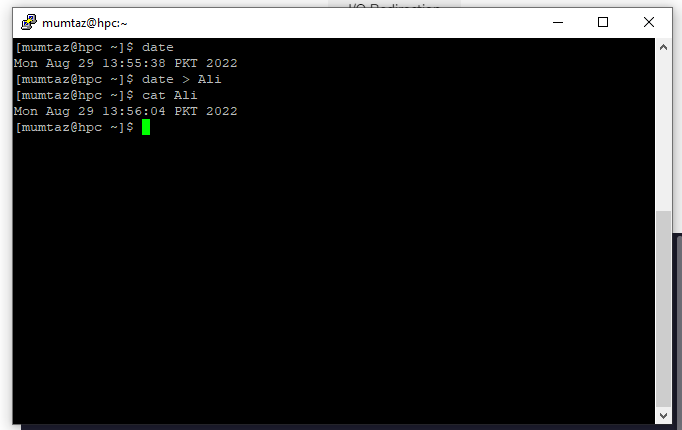 I/O Redirection
mumtaz@hpc:~
[mumtaz@hpc ~]$ date
Mon Aug 29 13:55:38 PKT 2022
[mumtaz@hpc ~]$ date > Ali
[mumtaz@hpc ~]$ cat Ali
Mon Aug 29 13:56:04 PKT 2022
[mumtaz@hpc ~]$